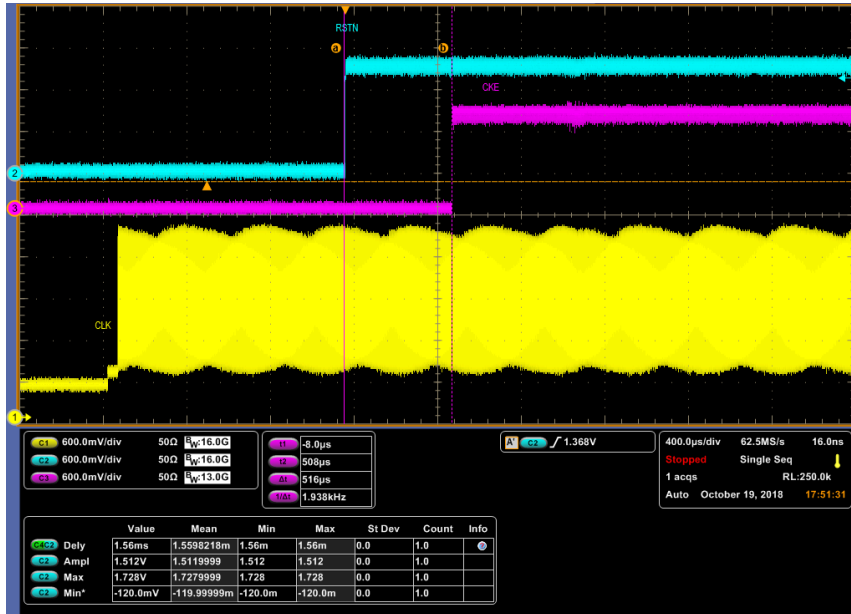 RSTN
a
b
CKE
2
3
CLK
1
C1 600.0mV/div 50Ω BW:16.0G
C2 600.0mV/div 50Ω BW:16.0G
C3 600.0mV/div 50Ω BW:13.0G
t1 -8.0µs
t2 508µs
Δt 516µs
1/Δt 1.938kHz
A' C2 1.368V
400.0µs/div 62.5MS/s 16.0ns
Stopped Single Seq
1 acqs RL:250.0k
Auto October 19, 2018 17:51:31
Value Mean Min Max St Dev Count Info
C4C2 Dely 1.56ms 1.5598218m 1.56m 1.56m 0.0 1.0
C2 Ampl 1.512V 1.5119999 1.512 1.512 0.0 1.0
C2 Max 1.728V 1.7279999 1.728 1.728 0.0 1.0
C2 Min* -120.0mV -119.99999m -120.0m -120.0m 0.0 1.0